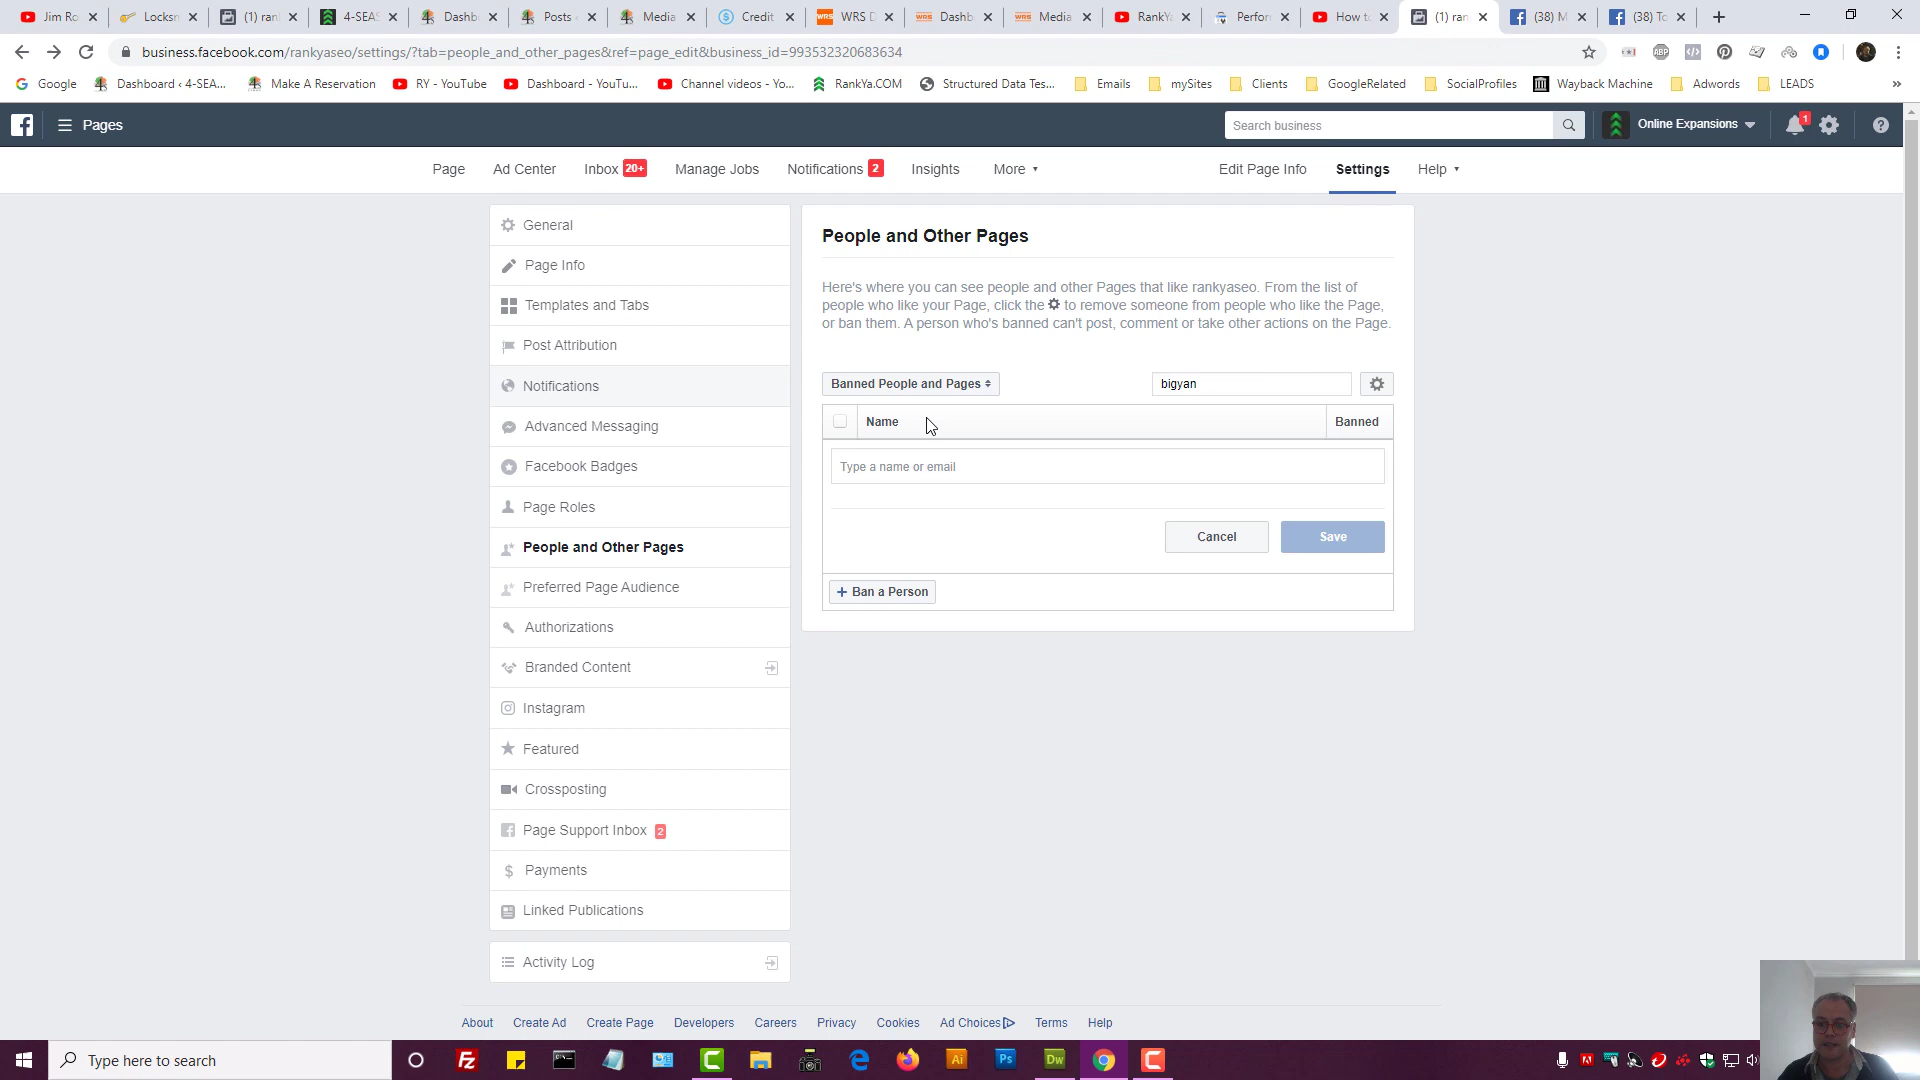 Jim Ro
Locksm
(1) ran
4-SEAS
Dashb
Posts
Media
Credit
WRS D
Dashb
Media
RankYa
Perfor
How to
(1) ran
(38) M
(38) To
business.facebook.com/rankyaseo/settings/?tab=people_and_other_pages&ref=page_edit&business_id=993532320683634
ABP
Google
Dashboard ‹ 4-SEA...
Make A Reservation
RY - YouTube
Dashboard - YouTu...
Channel videos - Yo...
RankYa.COM
Structured Data Tes...
Emails
mySites
Clients
GoogleRelated
SocialProfiles
Wayback Machine
Adwords
LEADS
»
Pages
Search business
Online Expansions
1
Page
Ad Center
Inbox 20+
Manage Jobs
Notifications 2
Insights
More
Edit Page Info
Settings
Help
General
Page Info
Templates and Tabs
Post Attribution
Notifications
Advanced Messaging
Facebook Badges
Page Roles
People and Other Pages
Preferred Page Audience
Authorizations
Branded Content
Instagram
Featured
Crossposting
Page Support Inbox 2
Payments
Linked Publications
Activity Log
People and Other Pages
Here's where you can see people and other Pages that like rankyaseo. From the list of
people who like your Page, click the to remove someone from people who like the Page,
or ban them. A person who's banned can't post, comment or take other actions on the Page.
Banned People and Pages
bigyan
Name
Banned
Type a name or email
Cancel
Save
+ Ban a Person
About
Create Ad
Create Page
Developers
Careers
Privacy
Cookies
Ad Choices
Terms
Help
Type here to search
Fz
Ai
Ps
Dw